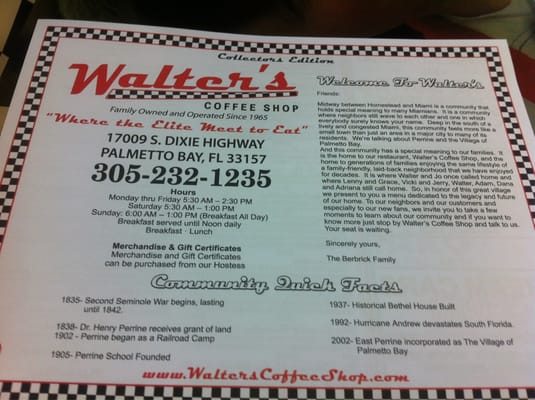 Collectors Edition
Walter's
COFFEE SHOP
Family Owned and Operated Since 1965
"Where the Elite Meet to Eat"
17009 S. DIXIE HIGHWAY
PALMETTO BAY, FL 33157
305-232-1235
Hours
Monday thru Friday 5:30 AM – 2:30 PM
Saturday 5:30 AM – 1:00 PM
Sunday: 6:00 AM – 1:00 PM (Breakfast All Day)
Breakfast served until Noon daily
Breakfast · Lunch
Merchandise & Gift Certificates
Merchandise and Gift Certificates
can be purchased from our Hostess
Welcome To Walter's
Friends:
Midway between Homestead and Miami is a community that
holds special meaning to many Miamians. It is a community
where neighbors still wave to each other and one in which
everybody surely knows your name. Deep in the south of a
lively and congested Miami, this community feels more like a
small town than just an area in a major city to many of its
residents. We're talking about Perrine and the Village of
Palmetto Bay.
And this community has a special meaning to our families. It
is the home to our restaurant, Walter's Coffee Shop, and the
home to generations of families enjoying the same lifestyle of
a family-friendly, laid-back neighborhood that we have enjoyed
for decades. It is where Walter and Jo once called home and
where Lenny and Grace, Vicki and Jerry, Walter, Adam, Dana
and Adriana still call home. So, in honor of this great village
we present to you a menu dedicated to the legacy and future
of our home. To our neighbors and our customers and
especially to our new fans, we invite you to take a few
moments to learn about our community and if you want to
know more just stop by Walter's Coffee Shop and talk to us.
Your seat is waiting.
Sincerely yours,
The Berbrick Family
Community Quick Facts
1835- Second Seminole War begins, lasting
until 1842.
1838- Dr. Henry Perrine receives grant of land
1902 - Perrine began as a Railroad Camp
1905- Perrine School Founded
1937- Historical Bethel House Built
1992- Hurricane Andrew devastates South Florida.
2002- East Perrine incorporated as The Village of
Palmetto Bay
www.WaltersCoffeeShop.com